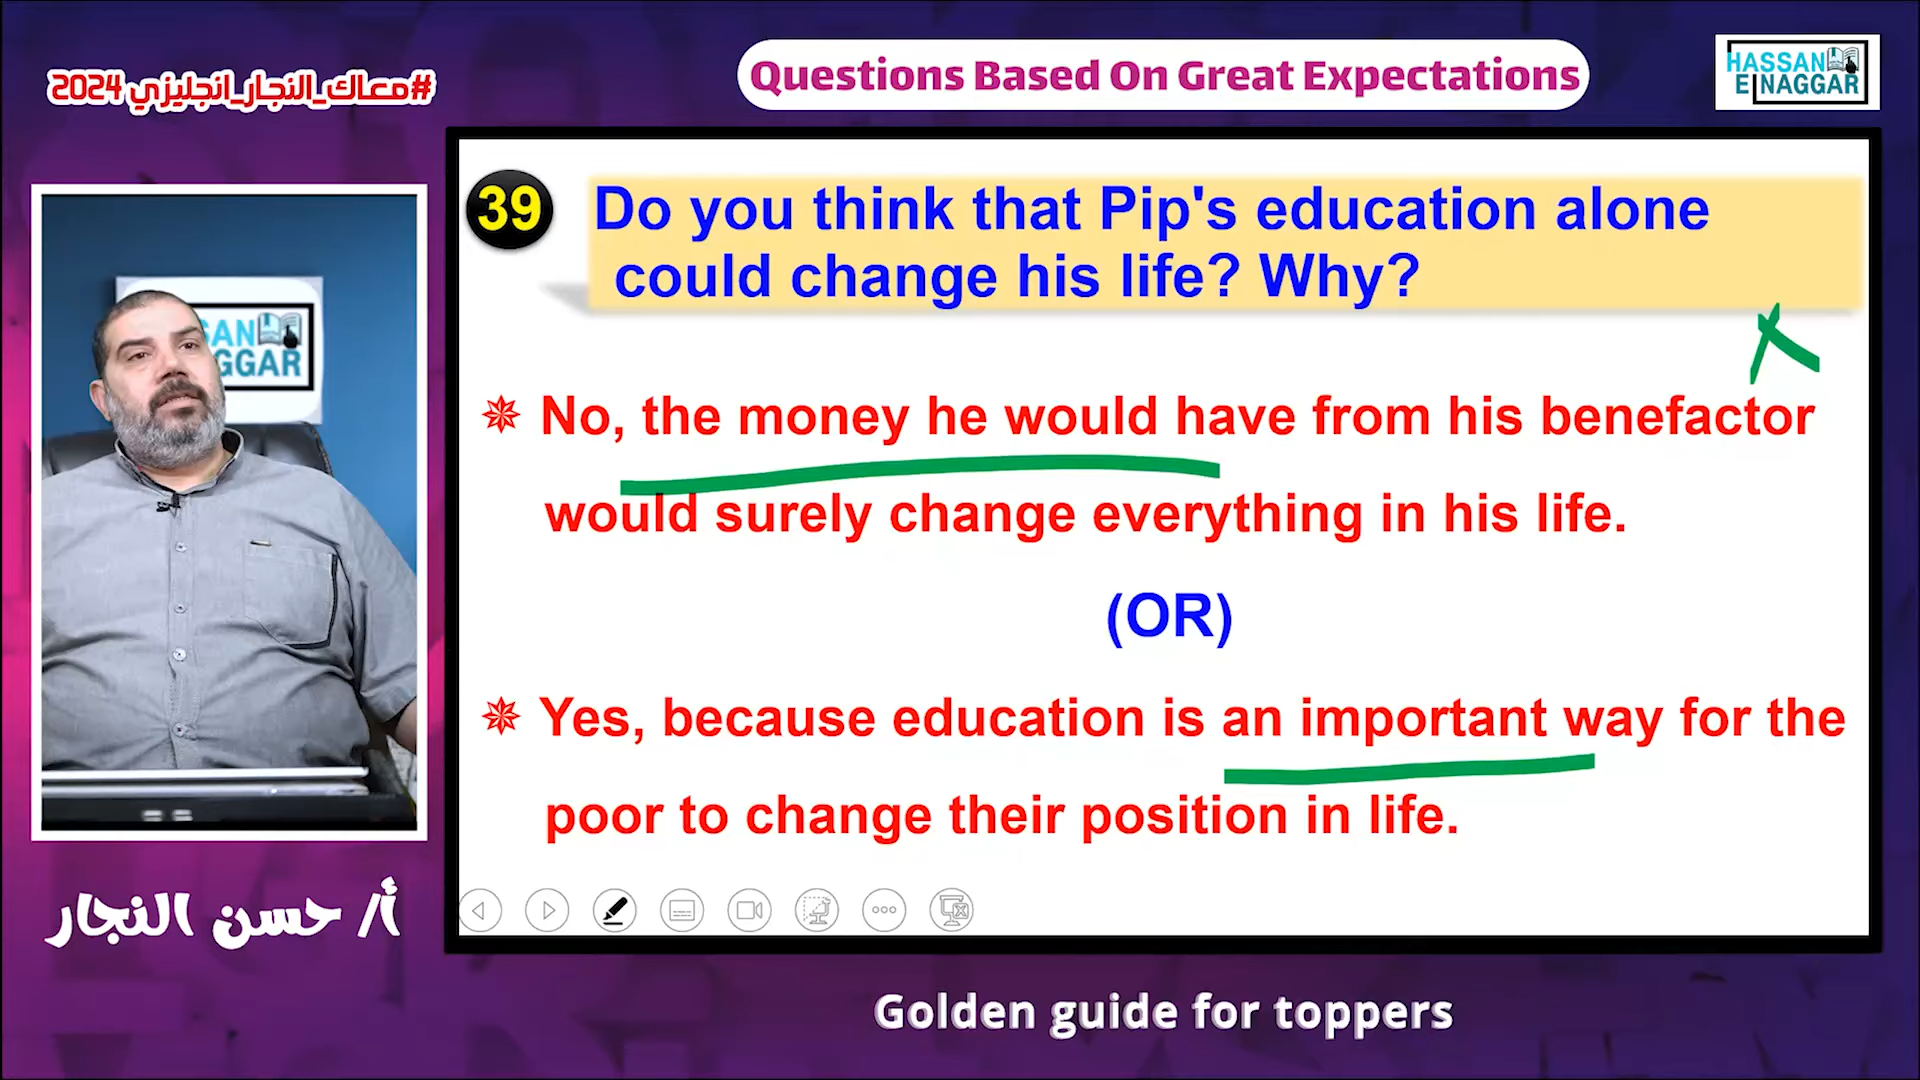 #معاك_النجار_انجليزي 2024
Questions Based On Great Expectations
HASSAN
ELNAGGAR
39
Do you think that Pip's education alone
could change his life? Why?
SAN
GGAR
No, the money he would have from his benefactor
would surely change everything in his life.
(OR)
Yes, because education is an important way for the
poor to change their position in life.
أ/ حسن النجار
Golden guide for toppers